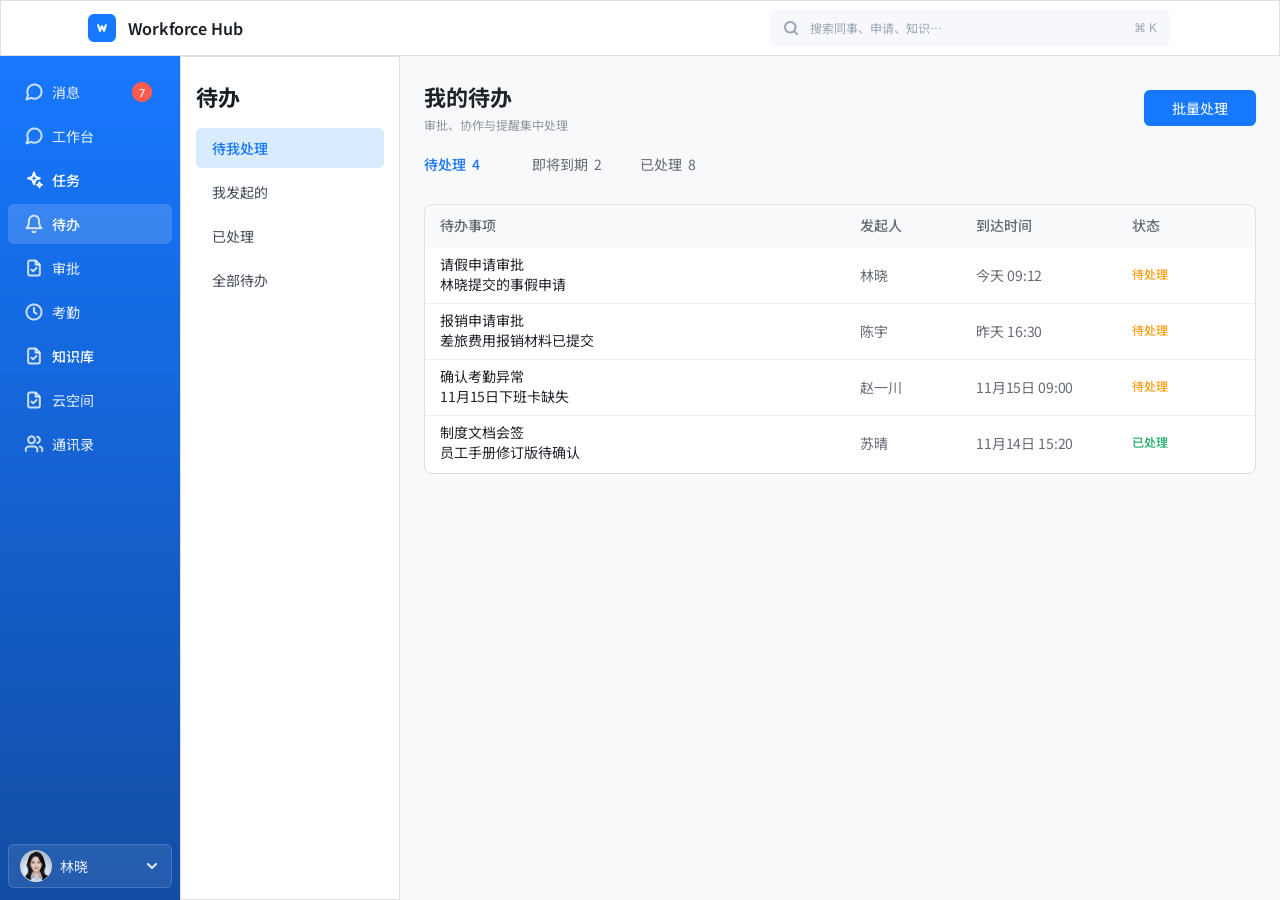 Workforce Hub
搜索同事、申请、知识…
⌘ K
消息
7
工作台
任务
待办
审批
考勤
知识库
云空间
通讯录
林晓
待办
待我处理
我发起的
已处理
全部待办
我的待办
审批、协作与提醒集中处理
批量处理
待处理 4
即将到期 2
已处理 8
待办事项 发起人 到达时间 状态
请假申请审批
林晓提交的事假申请
林晓 今天 09:12 待处理
报销申请审批
差旅费用报销材料已提交
陈宇 昨天 16:30 待处理
确认考勤异常
11月15日下班卡缺失
赵一川 11月15日 09:00 待处理
制度文档会签
员工手册修订版待确认
苏晴 11月14日 15:20 已处理